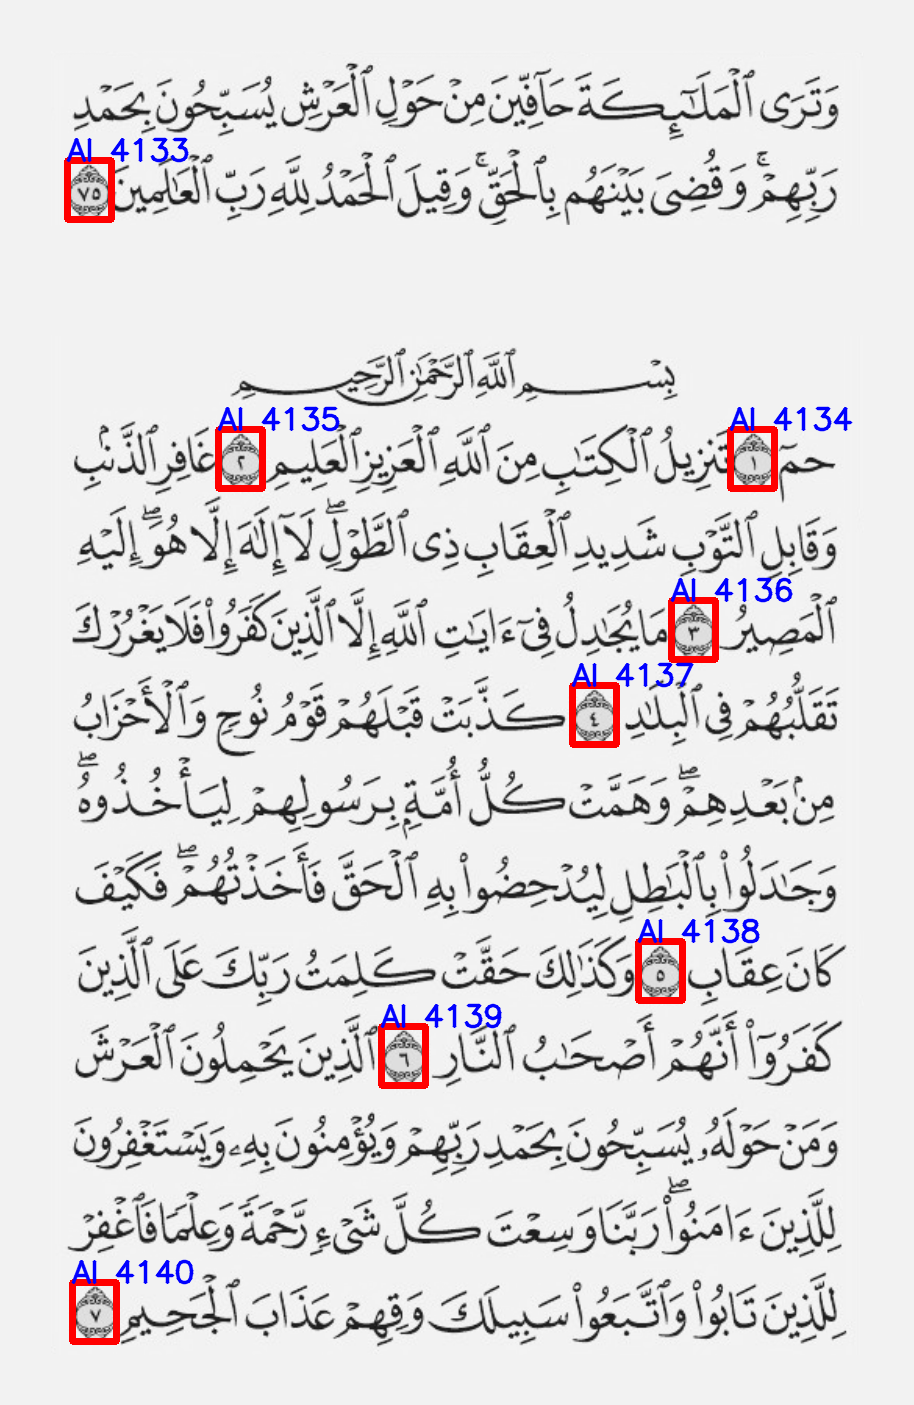 وَتَرَى ٱلْمَلَـٰٓئِكَةَ حَآفِّينَ مِنْ حَوْلِ ٱلْعَرْشِ يُسَبِّحُونَ بِحَمْدِ
AI 4133
رَبِّهِمْ ۚ وَقُضِىَ بَيْنَهُم بِٱلْحَقِّ ۚ وَقِيلَ ٱلْحَمْدُ لِلَّهِ رَبِّ ٱلْعَـٰلَمِينَ ٧٥
بِسْمِ ٱللَّهِ ٱلرَّحْمَـٰنِ ٱلرَّحِيمِ
AI 4134 AI 4135
حمٓ ١ تَنزِيلُ ٱلْكِتَـٰبِ مِنَ ٱللَّهِ ٱلْعَزِيزِ ٱلْعَلِيمِ ٢ غَافِرِ ٱلذَّنۢبِ
وَقَابِلِ ٱلتَّوْبِ شَدِيدِ ٱلْعِقَابِ ذِى ٱلطَّوْلِ ۖ لَآ إِلَـٰهَ إِلَّا هُوَ ۖ إِلَيْهِ
AI 4136
ٱلْمَصِيرُ ٣ مَا يُجَـٰدِلُ فِىٓ ءَايَـٰتِ ٱللَّهِ إِلَّا ٱلَّذِينَ كَفَرُوا۟ فَلَا يَغْرُرْكَ
AI 4137
تَقَلُّبُهُمْ فِى ٱلْبِلَـٰدِ ٤ كَذَّبَتْ قَبْلَهُمْ قَوْمُ نُوحٍ وَٱلْأَحْزَابُ
مِنۢ بَعْدِهِمْ ۖ وَهَمَّتْ كُلُّ أُمَّةٍۭ بِرَسُولِهِمْ لِيَأْخُذُوهُ ۖ
وَجَـٰدَلُوا۟ بِٱلْبَـٰطِلِ لِيُدْحِضُوا۟ بِهِ ٱلْحَقَّ فَأَخَذْتُهُمْ ۖ فَكَيْفَ
AI 4138
كَانَ عِقَابِ ٥ وَكَذَٰلِكَ حَقَّتْ كَلِمَتُ رَبِّكَ عَلَى ٱلَّذِينَ
AI 4139
كَفَرُوٓا۟ أَنَّهُمْ أَصْحَـٰبُ ٱلنَّارِ ٦ ٱلَّذِينَ يَحْمِلُونَ ٱلْعَرْشَ
وَمَنْ حَوْلَهُۥ يُسَبِّحُونَ بِحَمْدِ رَبِّهِمْ وَيُؤْمِنُونَ بِهِۦ وَيَسْتَغْفِرُونَ
لِلَّذِينَ ءَامَنُوا۟ ۖ رَبَّنَا وَسِعْتَ كُلَّ شَىْءٍ رَّحْمَةً وَعِلْمًا فَٱغْفِرْ
AI 4140
لِلَّذِينَ تَابُوا۟ وَٱتَّبَعُوا۟ سَبِيلَكَ وَقِهِمْ عَذَابَ ٱلْجَحِيمِ ٧